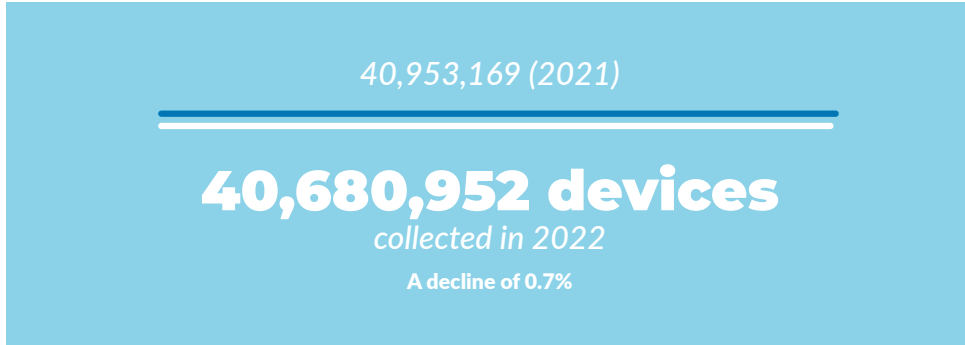 40,953,169 (2021)
40,680,952 devices
collected in 2022
A decline of 0.7%